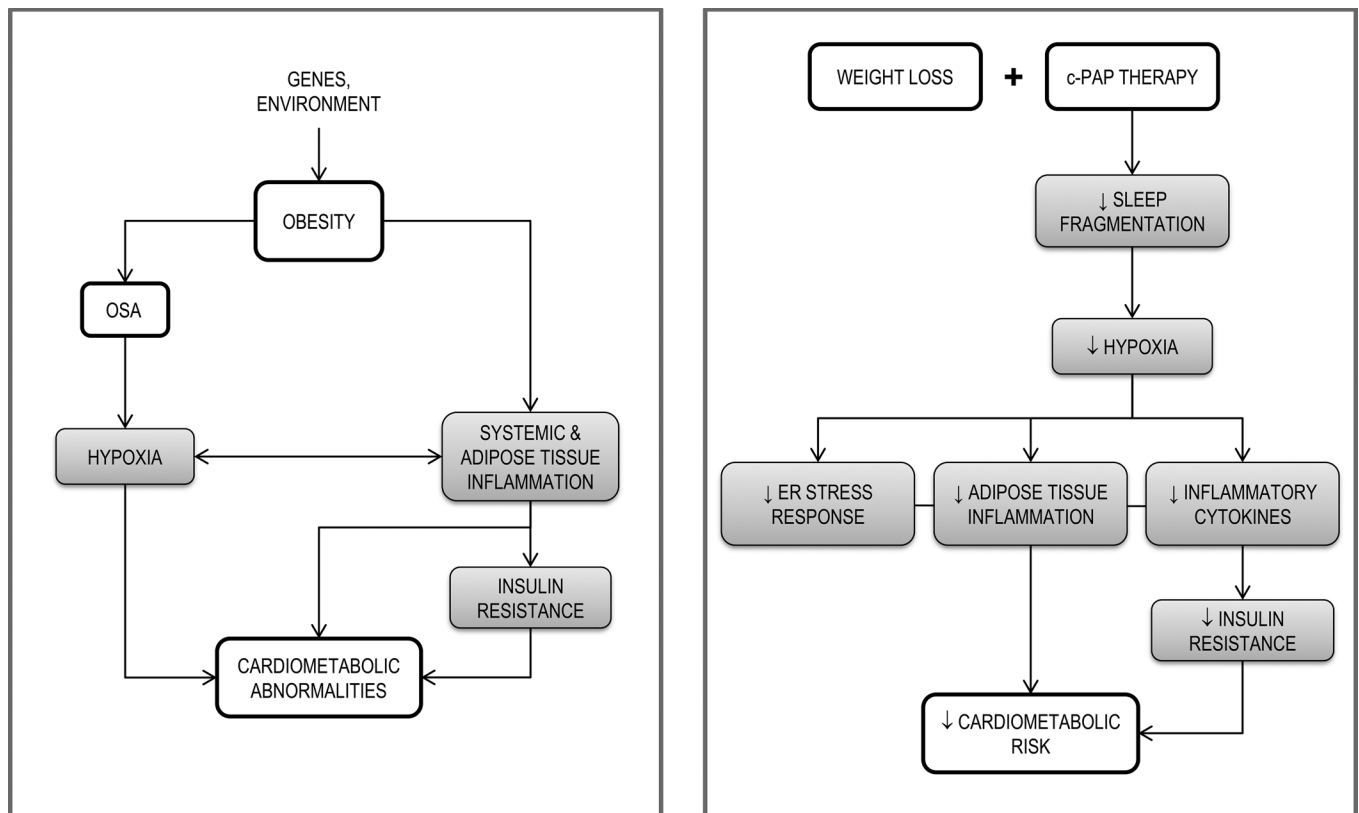 GENES,
ENVIRONMENT
OBESITY
OSA
HYPOXIA
SYSTEMIC &
ADIPOSE TISSUE
INFLAMMATION
INSULIN
RESISTANCE
CARDIOMETABOLIC
ABNORMALITIES
WEIGHT LOSS
+
c-PAP THERAPY
↓ SLEEP
FRAGMENTATION
↓ HYPOXIA
↓ ER STRESS
RESPONSE
↓ ADIPOSE TISSUE
INFLAMMATION
↓ INFLAMMATORY
CYTOKINES
↓ INSULIN
RESISTANCE
↓ CARDIOMETABOLIC
RISK